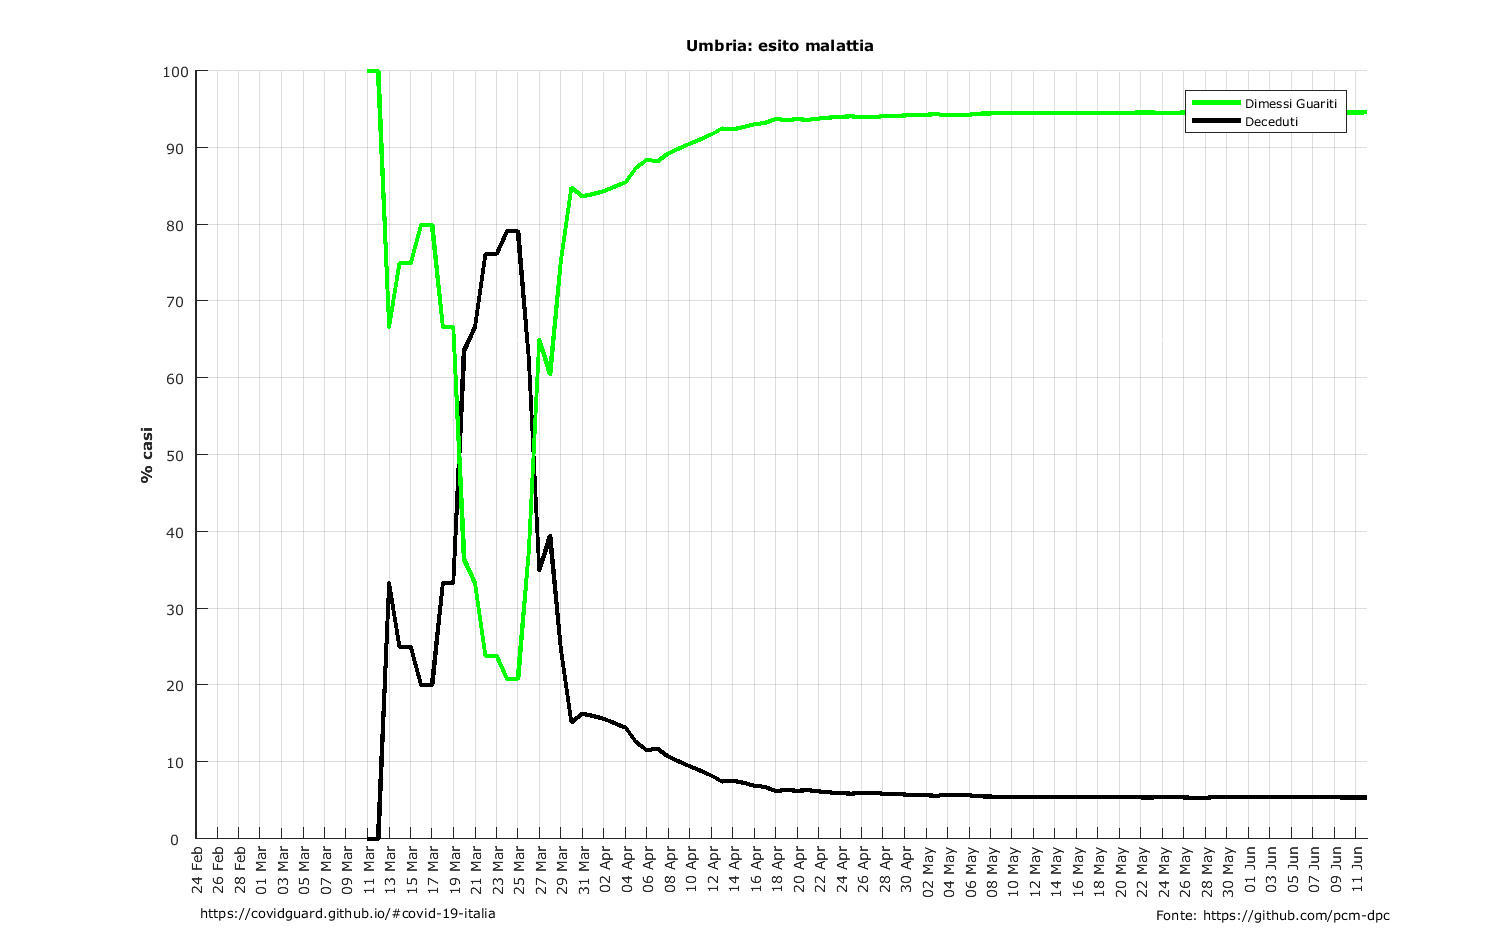 Umbria: esito malattia
100
90
80
70
60
50
40
30
20
10
0
% casi
Dimessi Guariti
Deceduti
24 Feb
26 Feb
28 Feb
01 Mar
03 Mar
05 Mar
07 Mar
09 Mar
11 Mar
13 Mar
15 Mar
17 Mar
19 Mar
21 Mar
23 Mar
25 Mar
27 Mar
29 Mar
31 Mar
02 Apr
04 Apr
06 Apr
08 Apr
10 Apr
12 Apr
14 Apr
16 Apr
18 Apr
20 Apr
22 Apr
24 Apr
26 Apr
28 Apr
30 Apr
02 May
04 May
06 May
08 May
10 May
12 May
14 May
16 May
18 May
20 May
22 May
24 May
26 May
28 May
30 May
01 Jun
03 Jun
05 Jun
07 Jun
09 Jun
11 Jun
https://covidguard.github.io/#covid-19-italia
Fonte: https://github.com/pcm-dpc